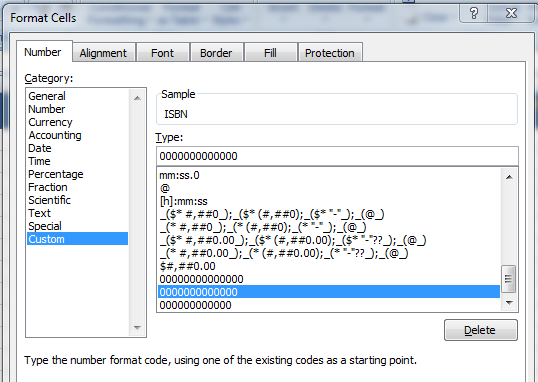 Format Cells
Number Alignment Font Border Fill Protection
Category:
General
Number
Currency
Accounting
Date
Time
Percentage
Fraction
Scientific
Text
Special
Custom
Sample
ISBN
Type:
0000000000000
mm:ss.0
@
[h]:mm:ss
_($* #,##0_);_($* (#,##0);_($* "-"_);_(@_)
_(* #,##0_);_(* (#,##0);_(* "-"_);_(@_)
_($* #,##0.00_);_($* (#,##0.00);_($* "-"??_);_(@_)
_(* #,##0.00_);_(* (#,##0.00);_(* "-"??_);_(@_)
$#,##0.00
00000000000000
0000000000000
000000000000
Delete
Type the number format code, using one of the existing codes as a starting point.